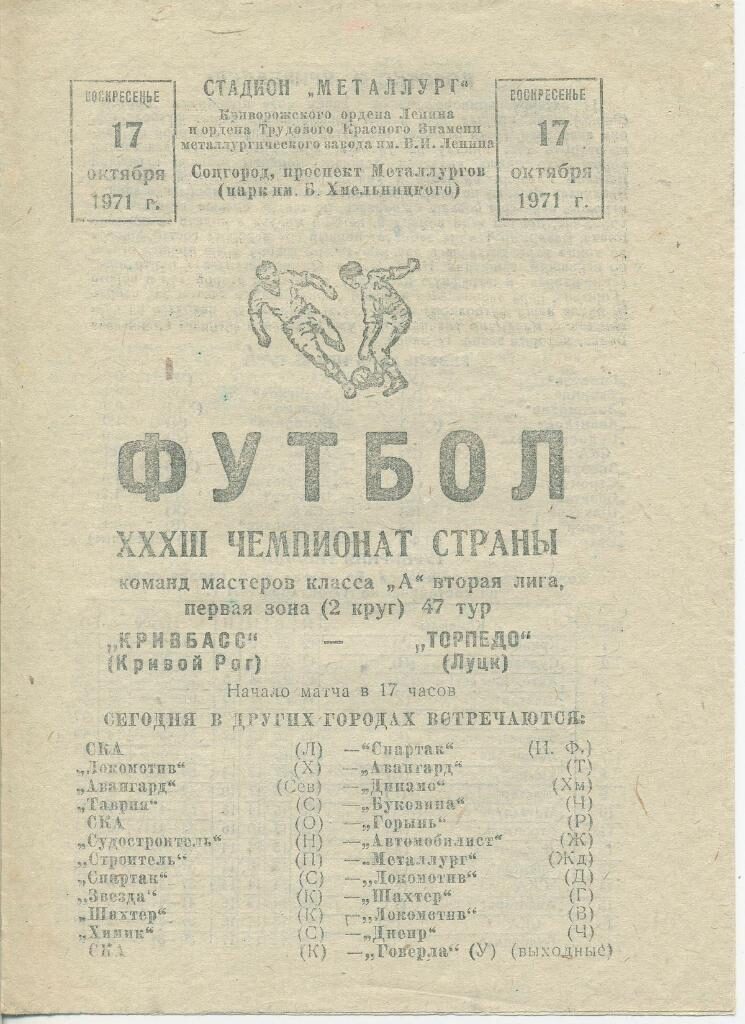 СТАДИОН „МЕТАЛЛУРГ“
Криворожского ордена Ленина
и ордена Трудового Красного Знамени
металлургического завода им. В.И. Ленина
Соцгород, проспект Металлургов
(парк им. Б. Хмельницкого)
ВОСКРЕСЕНЬЕ
17
октября
1971 г.
ВОСКРЕСЕНЬЕ
17
октября
1971 г.
ФУТБОЛ
XXXIII ЧЕМПИОНАТ СТРАНЫ
команд мастеров класса „А“ вторая лига,
первая зона (2 круг) 47 тур
„КРИВБАСС“ — „ТОРПЕДО“
(Кривой Рог) (Луцк)
Начало матча в 17 часов
СЕГОДНЯ В ДРУГИХ ГОРОДАХ ВСТРЕЧАЮТСЯ:
СКА (Л) —“Спартак“ (И. Ф.)
„Локомотив“ (Х) —„Авангард“ (Т)
„Авангард“ (Сев) —„Динамо“ (Хм)
„Таврия“ (С) —„Буковина“ (Ч)
СКА (О) —„Горынь“ (Р)
„Судостроитель“ (Н) —„Автомобилист“ (Ж)
„Строитель“ (П) —„Металлург“ (Жд)
„Спартак“ (С) —„Локомотив“ (Д)
„Звезда“ (К) —„Шахтер“ (Г)
„Шахтер“ (К) —„Локомотив“ (В)
„Химик“ (С) —„Днепр“ (Ч)
СКА (К) —„Говерла“ (У) (выходные)